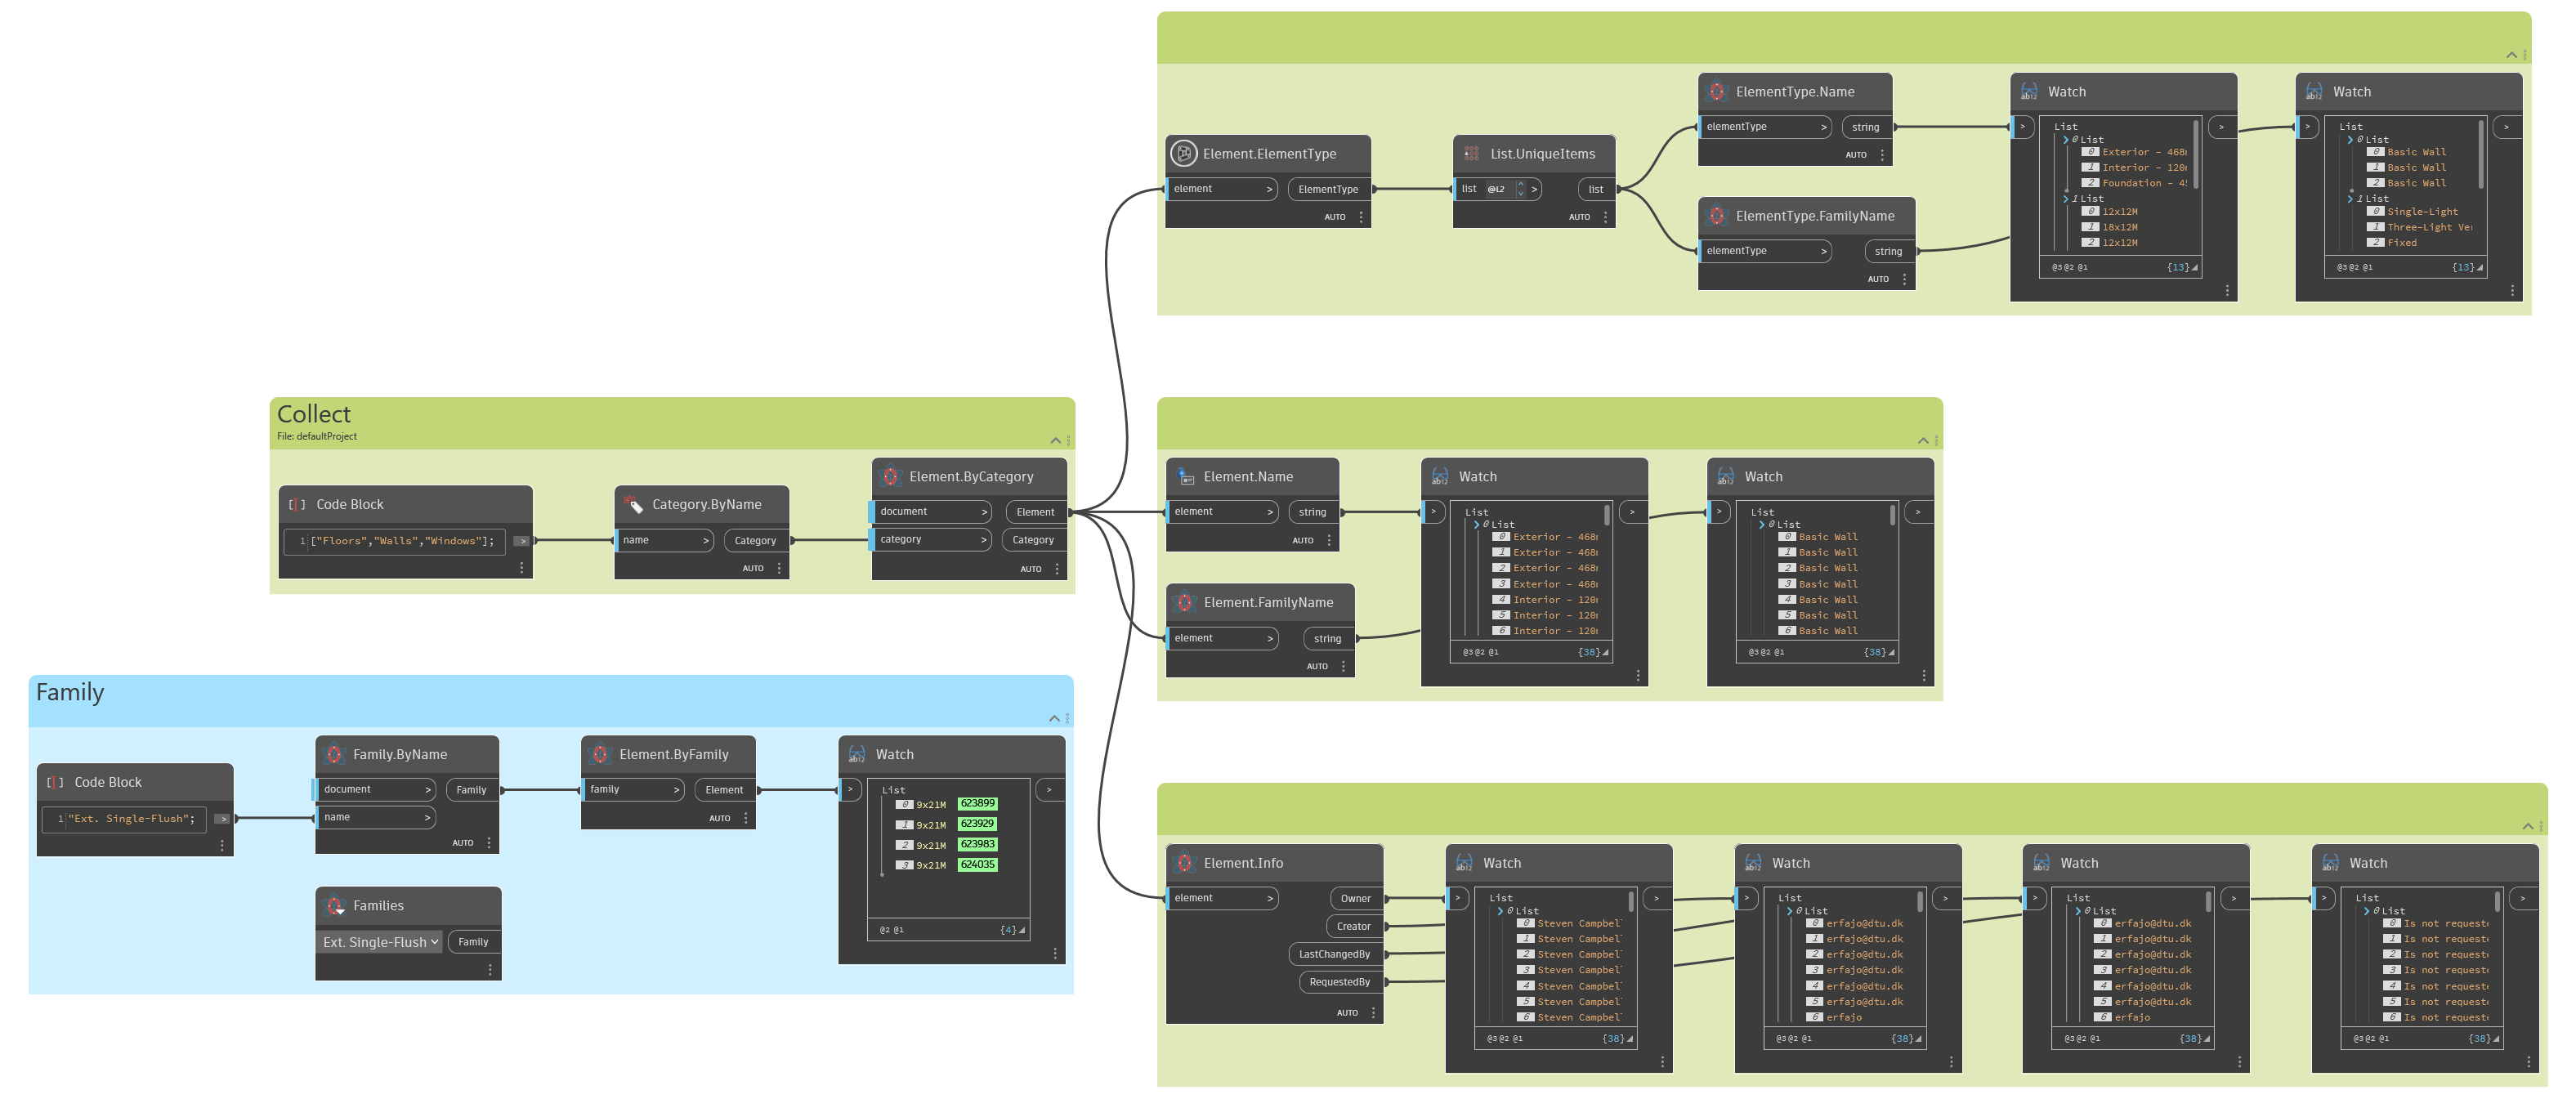 Element.ElementType
element >
ElementType
AUTO
List.UniqueItems
list @L2 >
list
AUTO
ElementType.Name
elementType >
string
AUTO
ElementType.FamilyName
elementType >
string
AUTO
Watch
>
>
List
0 List
0 Exterior - 468
1 Interior - 120
2 Foundation - 4
1 List
0 12x12M
1 18x12M
2 12x12M
@3 @2 @1 {13}
Watch
>
>
List
0 List
0 Basic Wall
1 Basic Wall
2 Basic Wall
1 List
0 Single-Light
1 Three-Light Ve
2 Fixed
@3 @2 @1 {13}
Collect
File: defaultProject
Code Block
1 ["Floors","Walls","Windows"]; >
Category.ByName
name >
Category
AUTO
Element.ByCategory
document >
Element
category >
Category
AUTO
Element.Name
element >
string
AUTO
Element.FamilyName
element >
string
AUTO
Watch
>
>
List
0 List
0 Exterior - 468
1 Exterior - 468
2 Exterior - 468
3 Exterior - 468
4 Interior - 120
5 Interior - 120
6 Interior - 120
@3 @2 @1 {38}
Watch
>
>
List
0 List
0 Basic Wall
1 Basic Wall
2 Basic Wall
3 Basic Wall
4 Basic Wall
5 Basic Wall
6 Basic Wall
@3 @2 @1 {38}
Family
Code Block
1 "Ext. Single-Flush"; >
Family.ByName
document >
Family
name >
AUTO
Families
Ext. Single-Flush
Family
Element.ByFamily
family >
Element
AUTO
Watch
>
>
List
0 9x21M 623899
1 9x21M 623929
2 9x21M 623983
3 9x21M 624035
@2 @1 {4}
Element.Info
element >
Owner
Creator
LastChangedBy
RequestedBy
AUTO
Watch
>
>
List
0 List
0 Steven Campbel
1 Steven Campbel
2 Steven Campbel
3 Steven Campbel
4 Steven Campbel
5 Steven Campbel
6 Steven Campbel
@3 @2 @1 {38}
Watch
>
>
List
0 List
0 erfajo@dtu.dk
1 erfajo@dtu.dk
2 erfajo@dtu.dk
3 erfajo@dtu.dk
4 erfajo@dtu.dk
5 erfajo@dtu.dk
6 erfajo
@3 @2 @1 {38}
Watch
>
>
List
0 List
0 erfajo@dtu.dk
1 erfajo@dtu.dk
2 erfajo@dtu.dk
3 erfajo@dtu.dk
4 erfajo@dtu.dk
5 erfajo@dtu.dk
6 erfajo
@3 @2 @1 {38}
Watch
>
>
List
0 List
0 Is not request
1 Is not request
2 Is not request
3 Is not request
4 Is not request
5 Is not request
6 Is not request
@3 @2 @1 {38}